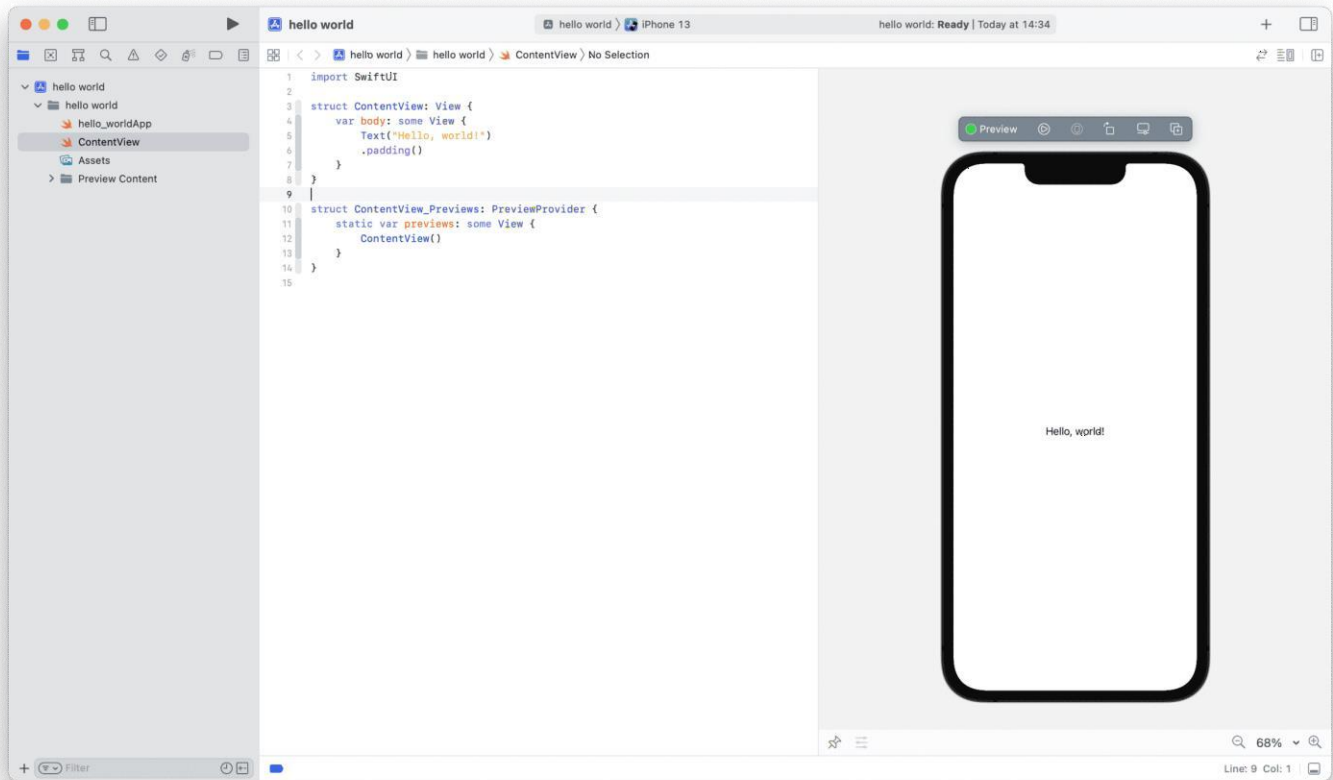 hello world
hello world 〉 iPhone 13
hello world: Ready | Today at 14:34
hello world 〉 hello world 〉 ContentView 〉 No Selection
hello world
hello world
hello_worldApp
ContentView
Assets
Preview Content
1 import SwiftUI
2
3 struct ContentView: View {
4     var body: some View {
5         Text("Hello, world!")
6         .padding()
7     }
8 }
9
10 struct ContentView_Previews: PreviewProvider {
11     static var previews: some View {
12         ContentView()
13     }
14 }
15
Preview
Hello, world!
68%
Filter
Line: 9 Col: 1